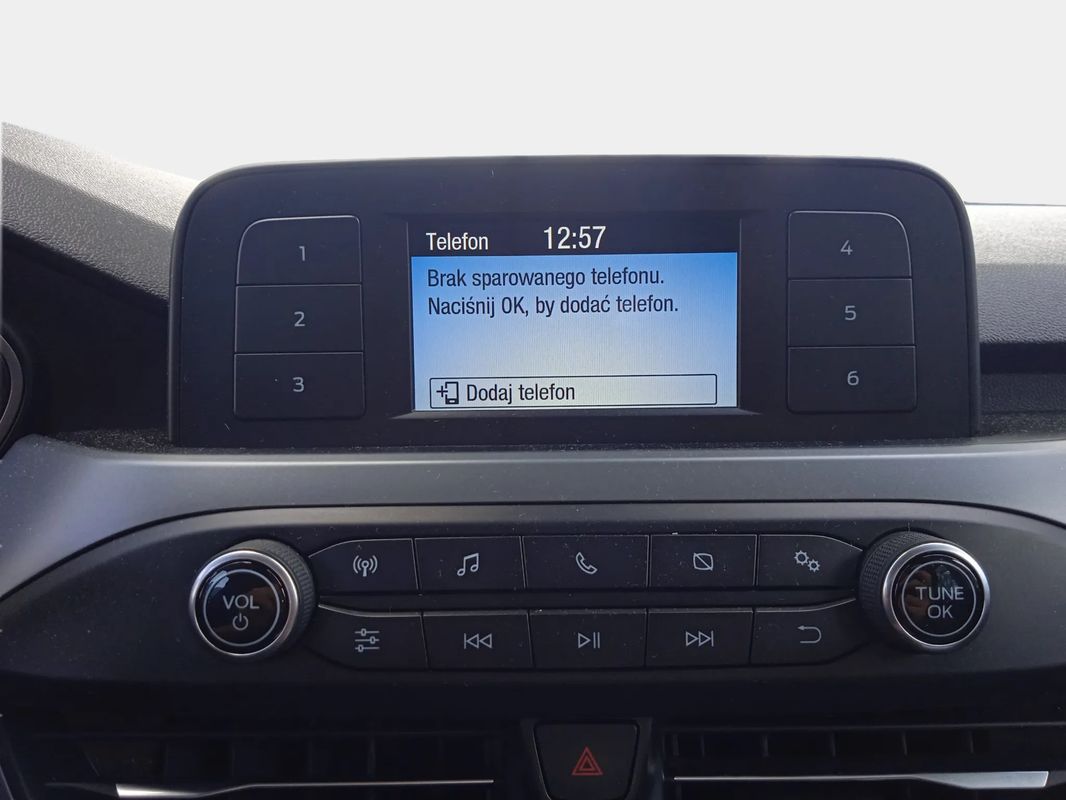 Telefon 12:57
Brak sparowanego telefonu.
Naciśnij OK, by dodać telefon.
Dodaj telefon
1
2
3
4
5
6
VOL
TUNE
OK